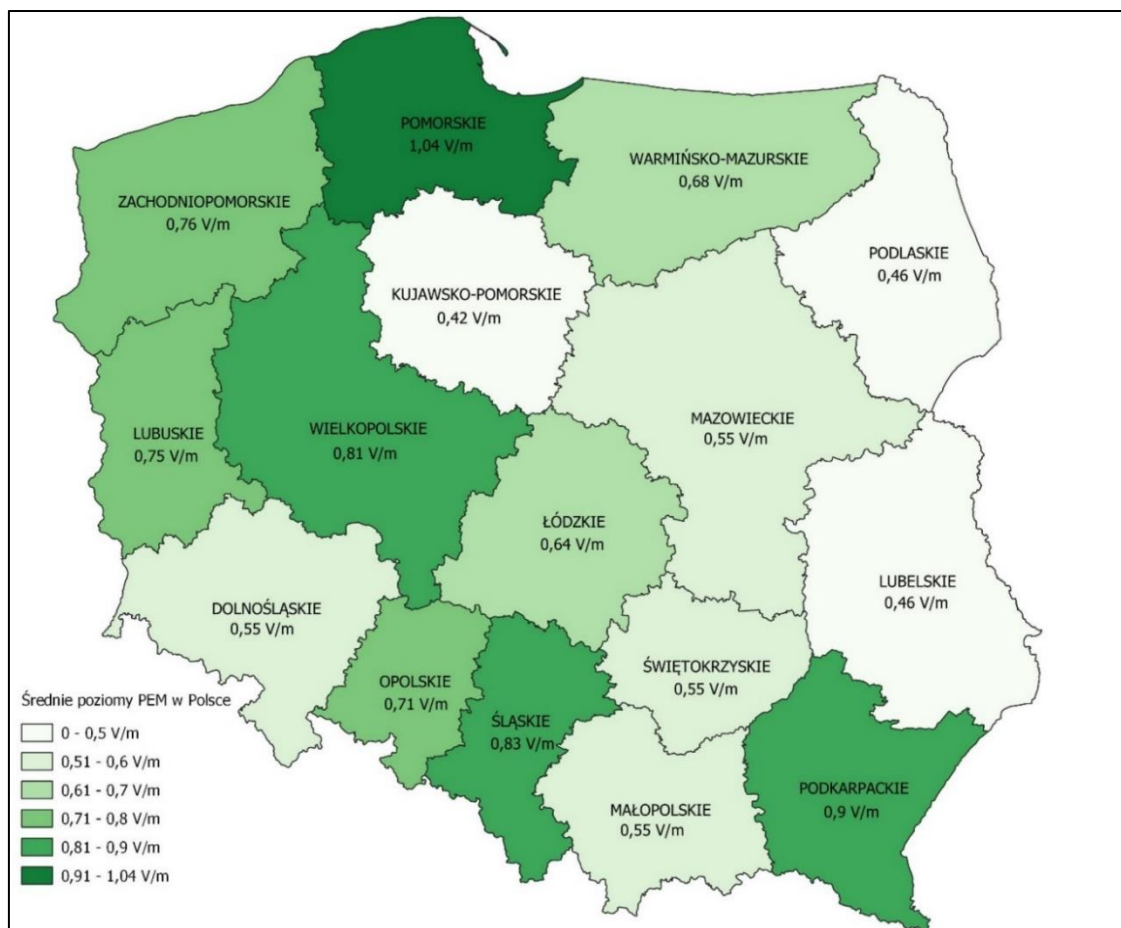 POMORSKIE
1,04 V/m
WARMIŃSKO-MAZURSKIE
0,68 V/m
ZACHODNIOPOMORSKIE
0,76 V/m
PODLASKIE
0,46 V/m
KUJAWSKO-POMORSKIE
0,42 V/m
MAZOWIECKIE
0,55 V/m
LUBUSKIE
0,75 V/m
WIELKOPOLSKIE
0,81 V/m
ŁÓDZKIE
0,64 V/m
LUBELSKIE
0,46 V/m
DOLNOŚLĄSKIE
0,55 V/m
OPOLSKIE
0,71 V/m
ŚLĄSKIE
0,83 V/m
ŚWIĘTOKRZYSKIE
0,55 V/m
MAŁOPOLSKIE
0,55 V/m
PODKARPACKIE
0,9 V/m
Średnie poziomy PEM w Polsce
0 - 0,5 V/m
0,51 - 0,6 V/m
0,61 - 0,7 V/m
0,71 - 0,8 V/m
0,81 - 0,9 V/m
0,91 - 1,04 V/m